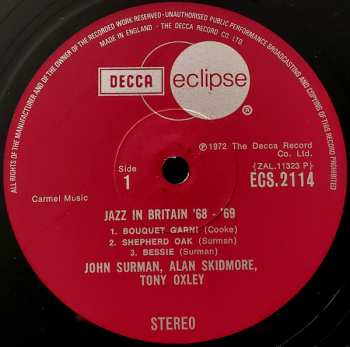 ALL RIGHTS OF THE MANUFACTURER AND OF THE OWNER OF THE RECORDED WORK RESERVED · UNAUTHORISED PUBLIC PERFORMANCE BROADCASTING AND COPYING OF THIS RECORD PROHIBITED
MADE IN ENGLAND · THE DECCA RECORD CO. LTD.
DECCA eclipse
®
Side
1
℗ 1972 The Decca Record
Co. Ltd.
(ZAL.11323 P)
ECS.2114
Carmel Music
JAZZ IN BRITAIN '68 - '69
1. BOUQUET GARNI (Cooke)
2. SHEPHERD OAK (Surman)
3. BESSIE (Surman)
JOHN SURMAN, ALAN SKIDMORE,
TONY OXLEY
STEREO